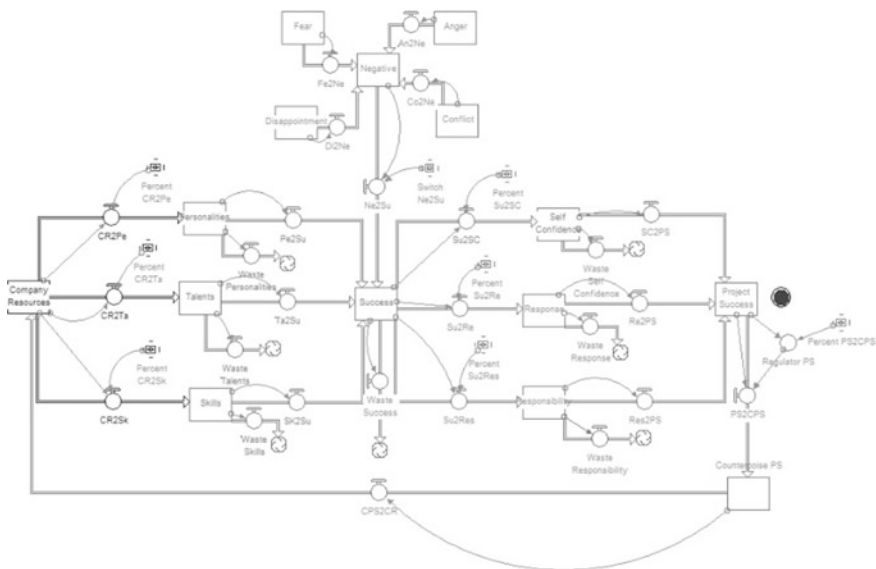 Fear
An2Ne
Anger
Fe2Ne
Negative
Co2Ne
Disappointment
Di2Ne
Conflict
Percent
CR2Pe
Switch
Ne2Su
Percent
Su2SC
Ne2Su
Personalities
CR2Pe
Pe2Su
Su2SC
Self
Confidence
SC2PS
Waste
Personalities
Waste
Self
Confidence
Percent
CR2Ta
Percent
Su2Re
Company
Resources
CR2Ta
Talents
Ta2Su
Success
Su2Re
Response
Re2PS
Project
Success
Percent PS2CPS
Regulator PS
Waste
Talents
Waste
Response
Percent
CR2Sk
Percent
Su2Res
Skills
CR2Sk
Sk2Su
Waste
Success
Su2Res
Responsibility
Res2PS
PS2CPS
Waste
Skills
Waste
Responsibility
Counterpoise PS
CPS2CR